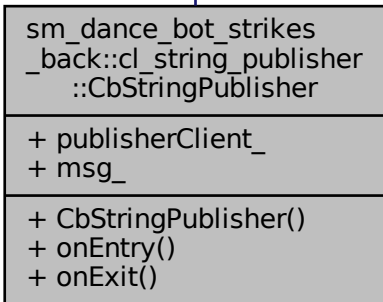 sm_dance_bot_strikes
_back::cl_string_publisher
::CbStringPublisher
+ publisherClient_
+ msg_
+ CbStringPublisher()
+ onEntry()
+ onExit()